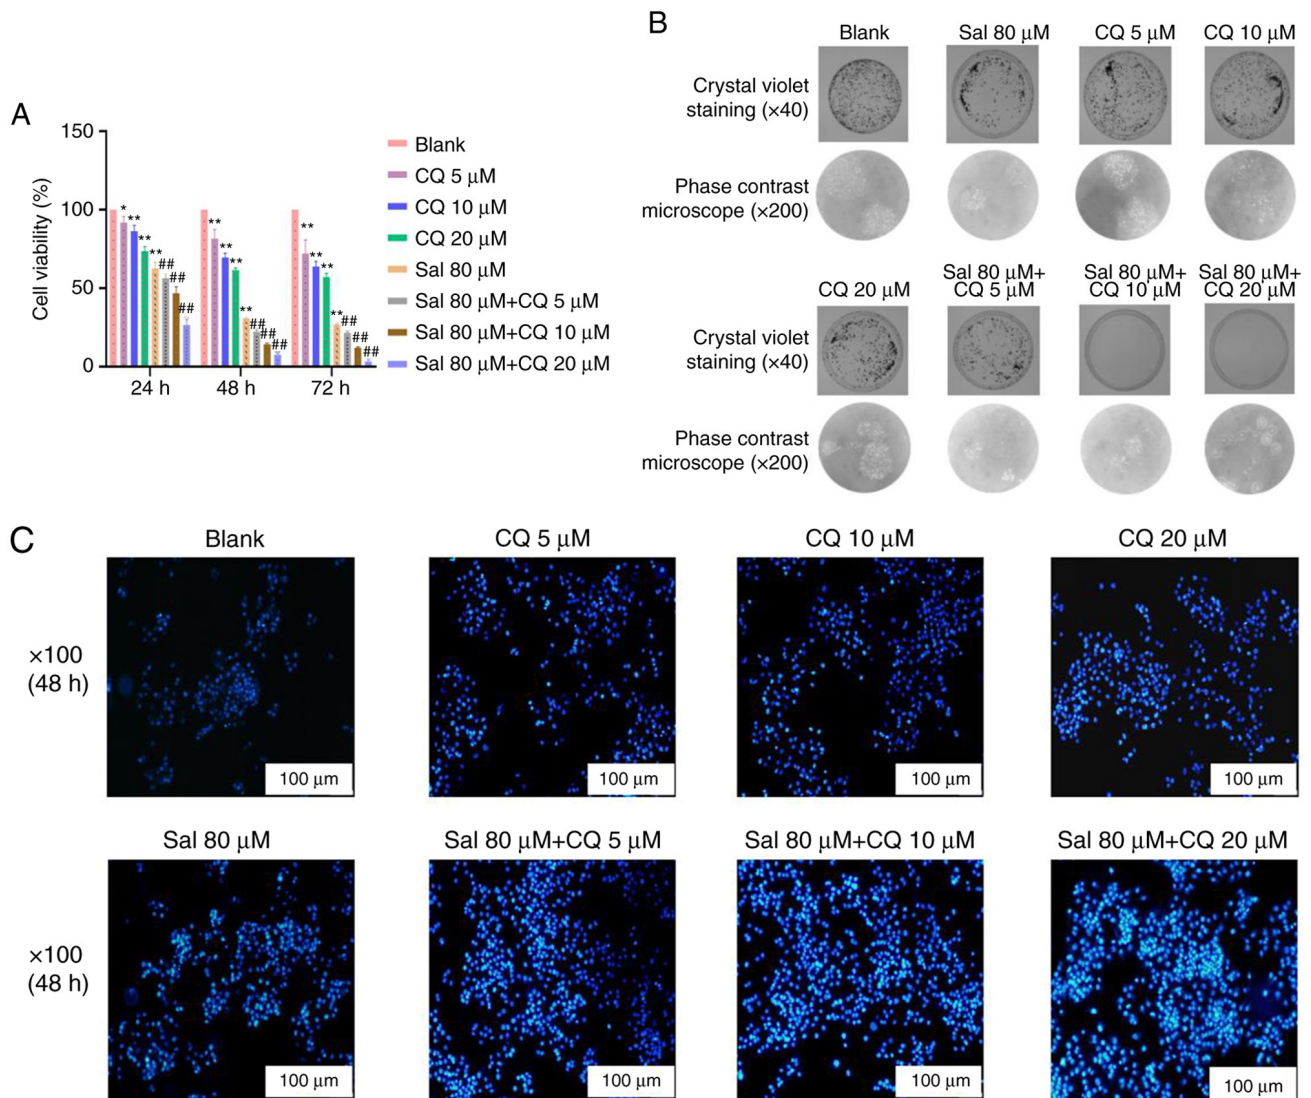 A
150
100
50
0
Cell viability (%)
*
**
**
**
##
##
##
**
**
**
**
##
##
##
**
**
**
**
##
##
##
24 h
48 h
72 h
Blank
CQ 5 μM
CQ 10 μM
CQ 20 μM
Sal 80 μM
Sal 80 μM+CQ 5 μM
Sal 80 μM+CQ 10 μM
Sal 80 μM+CQ 20 μM
B
Blank
Sal 80 μM
CQ 5 μM
CQ 10 μM
Crystal violet
staining (×40)
Phase contrast
microscope (×200)
CQ 20 μM
Sal 80 μM+
CQ 5 μM
Sal 80 μM+
CQ 10 μM
Sal 80 μM+
CQ 20 μM
Crystal violet
staining (×40)
Phase contrast
microscope (×200)
C
Blank
CQ 5 μM
CQ 10 μM
CQ 20 μM
×100
(48 h)
100 μm
100 μm
100 μm
100 μm
Sal 80 μM
Sal 80 μM+CQ 5 μM
Sal 80 μM+CQ 10 μM
Sal 80 μM+CQ 20 μM
×100
(48 h)
100 μm
100 μm
100 μm
100 μm